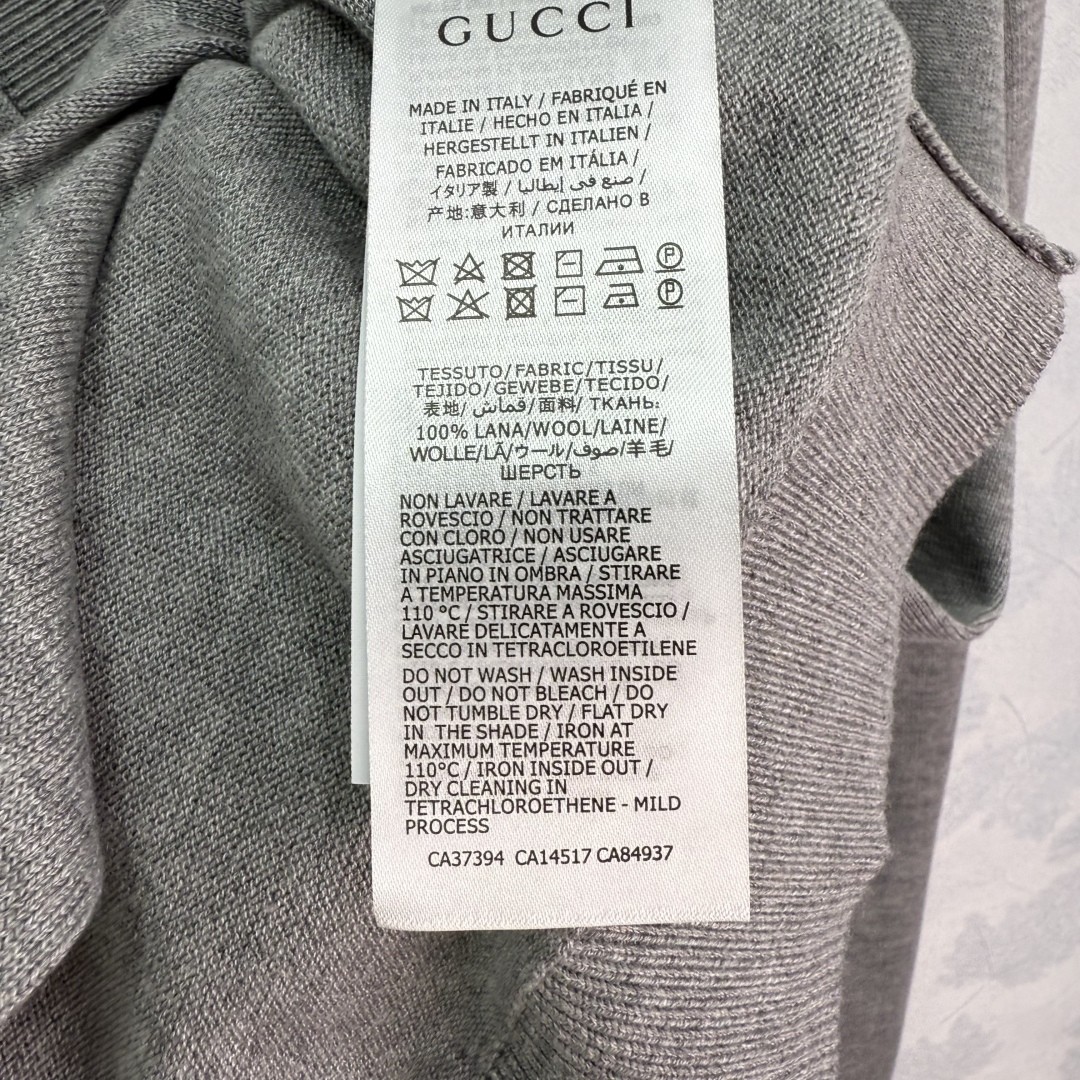 GUCCI
MADE IN ITALY / FABRIQUÉ EN
ITALIE / HECHO EN ITALIA /
HERGESTELLT IN ITALIEN /
FABRICADO EM ITÁLIA /
イタリア製 / صنع في إيطاليا /
产地:意大利 / СДЕЛАНО В
ИТАЛИИ
P
P
TESSUTO/FABRIC/TISSU/
TEJIDO/GEWEBE/TECIDO/
表地/ قماش/面料/ ТКАНЬ:
100% LANA/WOOL/LAINE/
WOLLE/LÃ/ウール/صوف/羊毛/
ШЕРСТЬ
NON LAVARE / LAVARE A
ROVESCIO / NON TRATTARE
CON CLORO / NON USARE
ASCIUGATRICE / ASCIUGARE
IN PIANO IN OMBRA / STIRARE
A TEMPERATURA MASSIMA
110 °C / STIRARE A ROVESCIO /
LAVARE DELICATAMENTE A
SECCO IN TETRACLOROETILENE
DO NOT WASH / WASH INSIDE
OUT / DO NOT BLEACH / DO
NOT TUMBLE DRY / FLAT DRY
IN THE SHADE / IRON AT
MAXIMUM TEMPERATURE
110°C / IRON INSIDE OUT /
DRY CLEANING IN
TETRACHLOROETHENE - MILD
PROCESS
CA37394 CA14517 CA84937